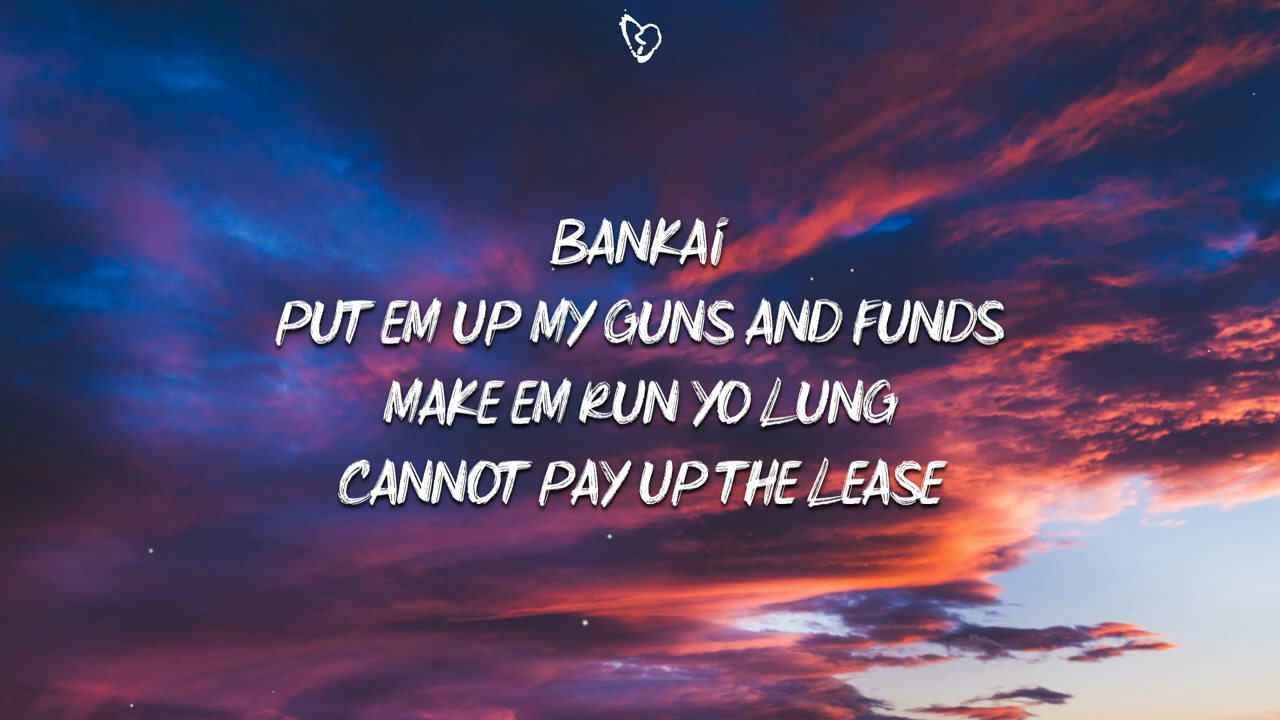 BANKAI
PUT EM UP MY GUNS AND FUNDS
MAKE EM RUN YO LUNG
CANNOT PAY UP THE LEASE